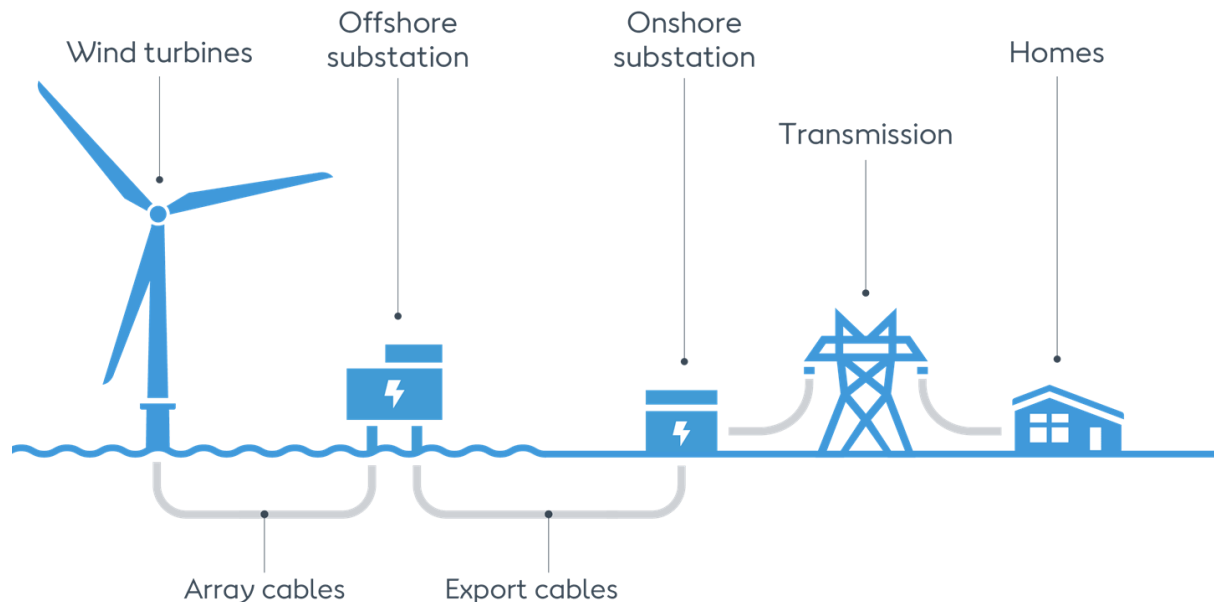 Wind turbines
Offshore
substation
Onshore
substation
Homes
Transmission
Array cables
Export cables